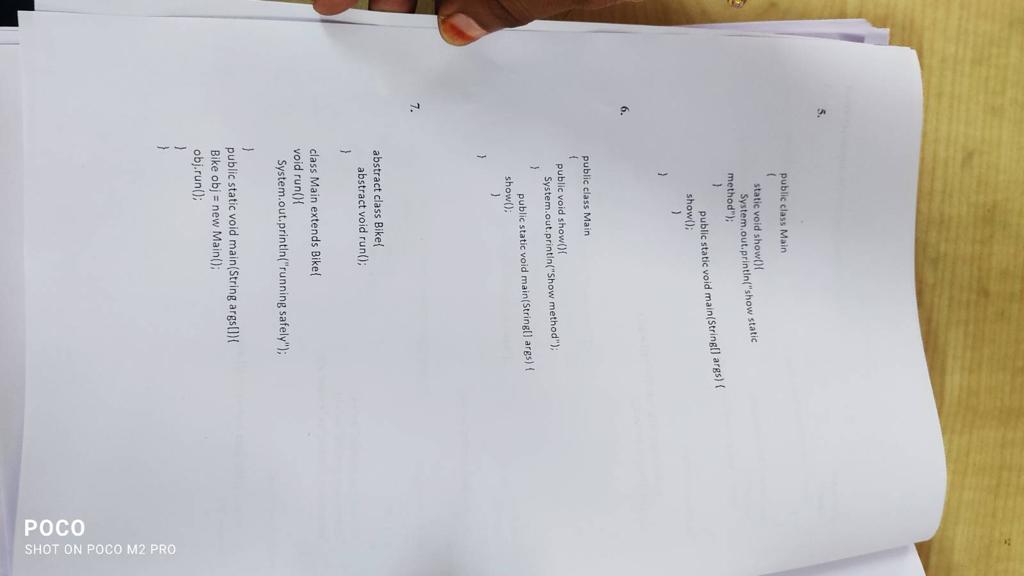 5.
public class Main
{
static void show(){
System.out.println("show static
method");
}
public static void main(String[] args) {
show();
}
}
6.
public class Main
{
public void show(){
System.out.println("Show method");
}
public static void main(String[] args) {
show();
}
}
7.
abstract class Bike{
abstract void run();
}
class Main extends Bike{
void run(){
System.out.println("running safely");
}
public static void main(String args[]){
Bike obj = new Main();
obj.run();
}
}
POCO
SHOT ON POCO M2 PRO